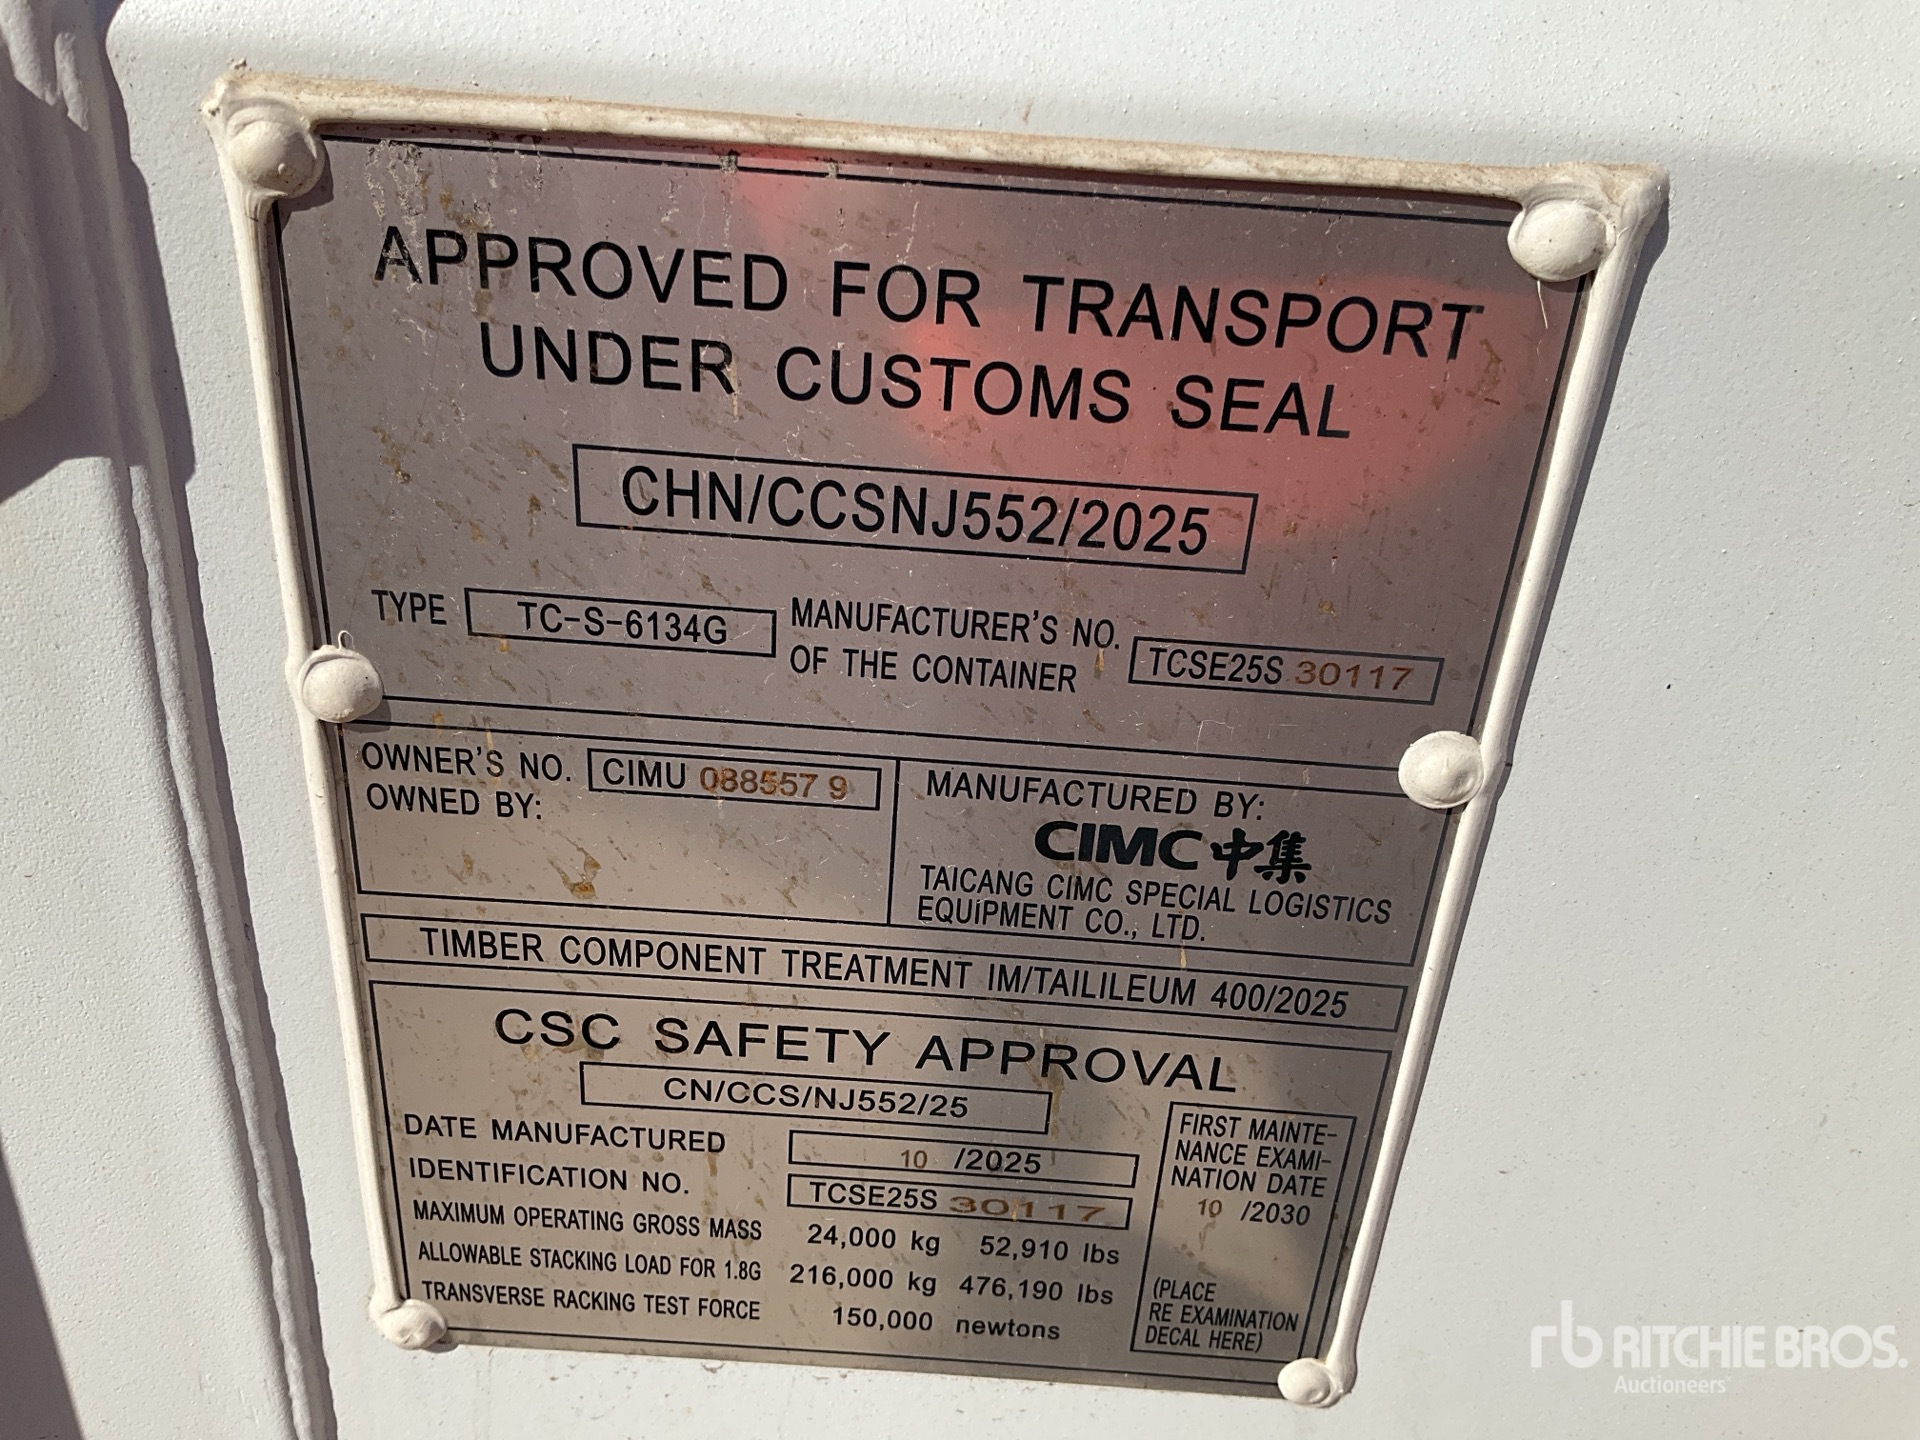 APPROVED FOR TRANSPORT
UNDER CUSTOMS SEAL
CHN/CCSNJ552/2025
TYPE TC-S-6134G
MANUFACTURER'S NO.
OF THE CONTAINER
TCSE25S 30117
OWNER'S NO. CIMU 088557 9
OWNED BY:
MANUFACTURED BY:
CIMC 中集
TAICANG CIMC SPECIAL LOGISTICS
EQUIPMENT CO., LTD.
TIMBER COMPONENT TREATMENT IM/TAILILEUM 400/2025
CSC SAFETY APPROVAL
CN/CCS/NJ552/25
DATE MANUFACTURED 10 /2025
IDENTIFICATION NO. TCSE25S 30117
MAXIMUM OPERATING GROSS MASS 24,000 kg 52,910 lbs
ALLOWABLE STACKING LOAD FOR 1.8G 216,000 kg 476,190 lbs
TRANSVERSE RACKING TEST FORCE 150,000 newtons
FIRST MAINTE-
NANCE EXAMI-
NATION DATE
10 /2030
(PLACE
RE EXAMINATION
DECAL HERE)
rb RITCHIE BROS.
Auctioneers